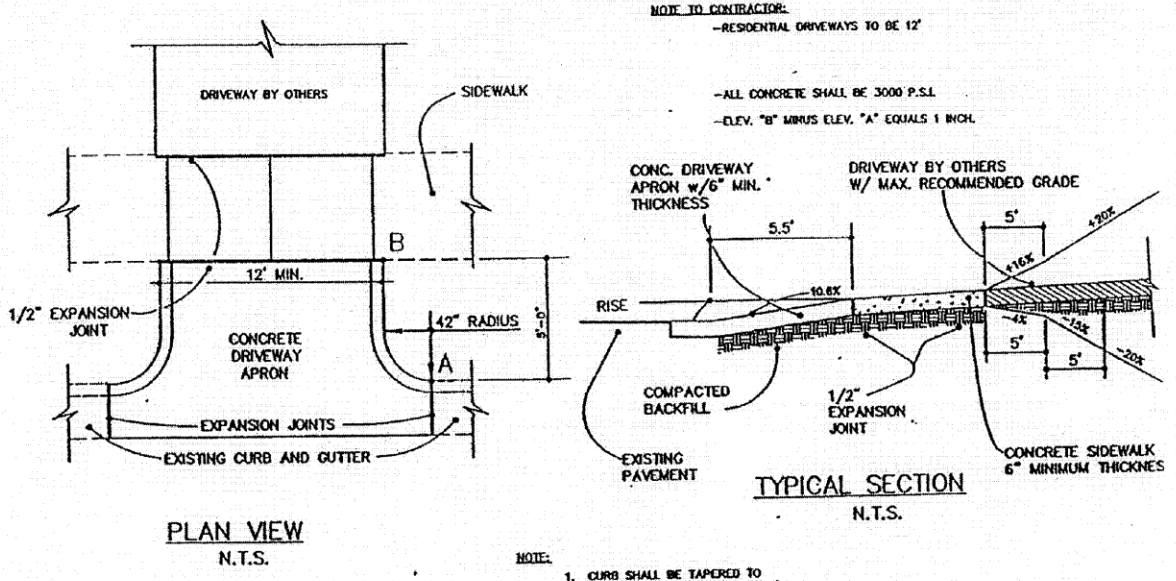 NOTE TO CONTRACTOR:
-RESIDENTIAL DRIVEWAYS TO BE 12'
-ALL CONCRETE SHALL BE 3000 P.S.I.
-ELEV. "B" MINUS ELEV. "A" EQUALS 1 INCH.
DRIVEWAY BY OTHERS
SIDEWALK
B
12' MIN.
1/2" EXPANSION
JOINT
42" RADIUS
5'-0"
CONCRETE
DRIVEWAY
APRON
A
EXPANSION JOINTS
EXISTING CURB AND GUTTER
PLAN VIEW
N.T.S.
CONC. DRIVEWAY
APRON w/6" MIN.
THICKNESS
DRIVEWAY BY OTHERS
W/ MAX. RECOMMENDED GRADE
5.5'
5'
+20%
+16%
10.6%
RISE
-4%
-15%
-20%
5'
5'
COMPACTED
BACKFILL
1/2"
EXPANSION
JOINT
EXISTING
PAVEMENT
CONCRETE SIDEWALK
6" MINIMUM THICKNES
TYPICAL SECTION
N.T.S.
NOTE:
1. CURB SHALL BE TAPERED TO